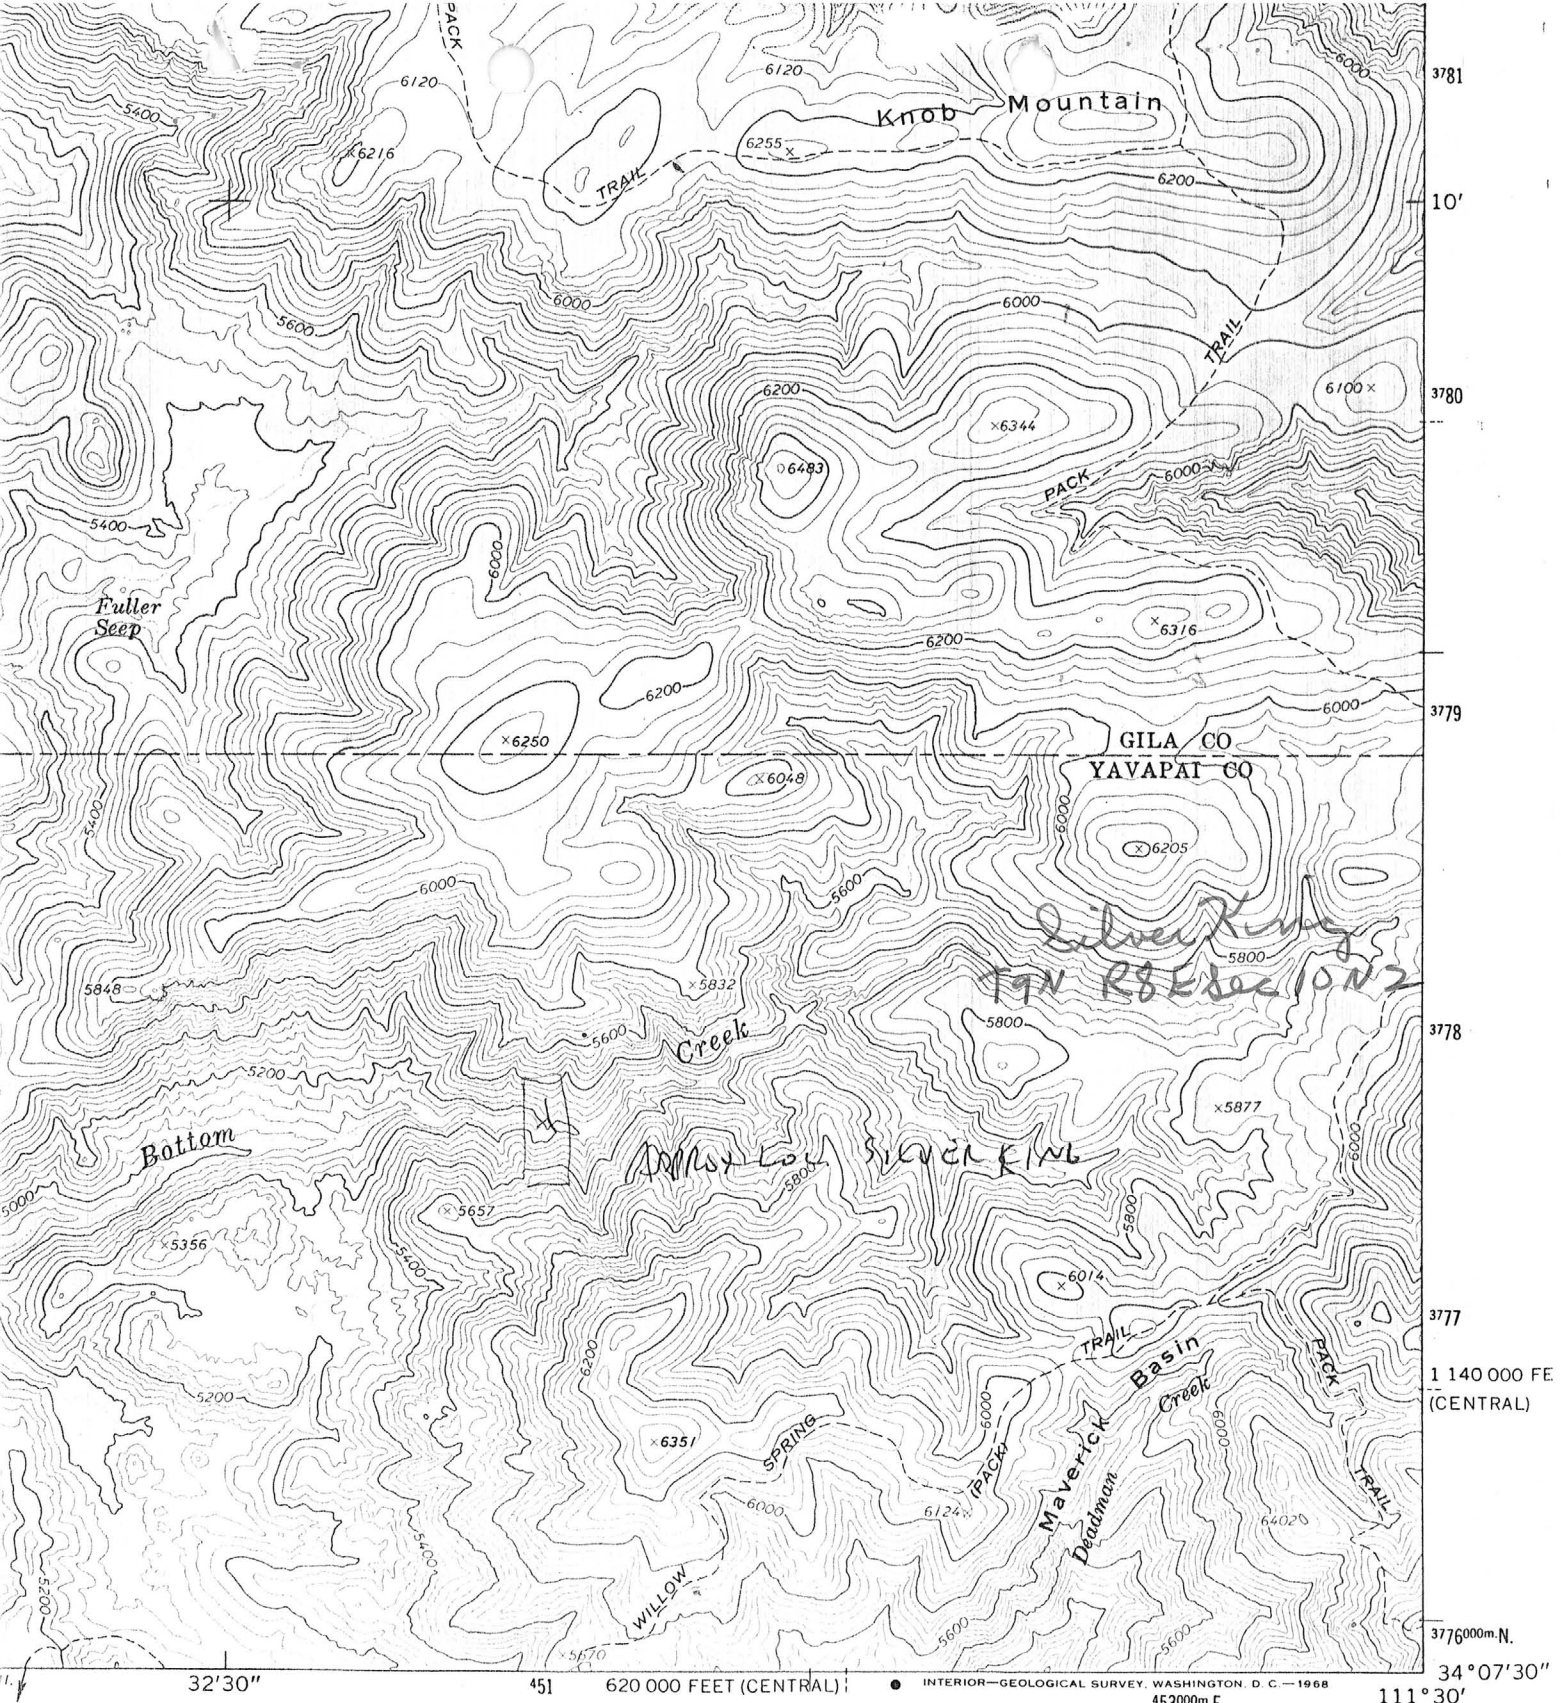 PACK
6120
6120
3781
6000
Knob Mountain
5400
6216
6255
TRAIL
6200
10'
6000
5600
6000
TRAIL
6200
6100
3780
6344
6483
PACK
6000
5400
6000
Fuller
Seep
6316
6200
6200
6000
3779
6250
GILA CO
YAVAPAI CO
6048
5400
6000
6205
6000
5600
Silver King
5800
T9N R8E Sec 10 N2
5848
5832
5800
3778
5600
Creek
5200
5877
Bottom
6000
APPROX LOC SILVER KING
5800
5000
5657
5800
5356
5400
6014
3777
TRAIL
PACK
6200
Basin
1 140 000 FE
(CENTRAL)
5200
6000
Creek
6000
6351
SPRING
(PACK)
Maverick
TRAIL
6000
6124
Deadman
6402
5400
5200
WILLOW
5600
5600
3776000m.N.
5670
34°07'30"
32'30"
451
620 000 FEET (CENTRAL)
INTERIOR—GEOLOGICAL SURVEY, WASHINGTON, D. C.—1968
452000m.E.
111°30'